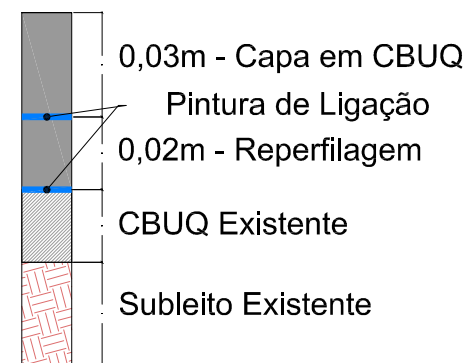 0,03m - Capa em CBUQ
Pintura de Ligação
0,02m - Reperfilagem
CBUQ Existente
Subleito Existente